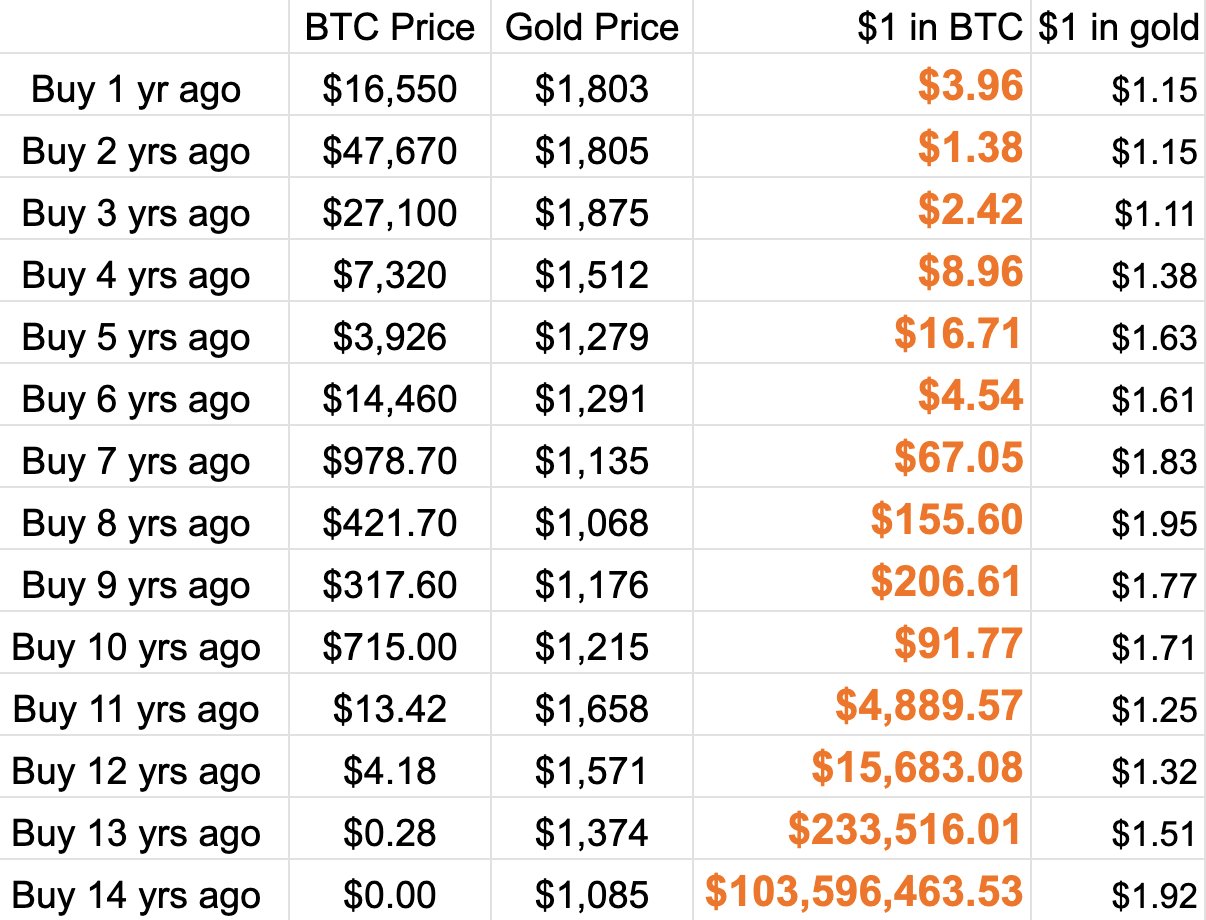 BTC Price Gold Price $1 in BTC $1 in gold
Buy 1 yr ago $16,550 $1,803 $3.96 $1.15
Buy 2 yrs ago $47,670 $1,805 $1.38 $1.15
Buy 3 yrs ago $27,100 $1,875 $2.42 $1.11
Buy 4 yrs ago $7,320 $1,512 $8.96 $1.38
Buy 5 yrs ago $3,926 $1,279 $16.71 $1.63
Buy 6 yrs ago $14,460 $1,291 $4.54 $1.61
Buy 7 yrs ago $978.70 $1,135 $67.05 $1.83
Buy 8 yrs ago $421.70 $1,068 $155.60 $1.95
Buy 9 yrs ago $317.60 $1,176 $206.61 $1.77
Buy 10 yrs ago $715.00 $1,215 $91.77 $1.71
Buy 11 yrs ago $13.42 $1,658 $4,889.57 $1.25
Buy 12 yrs ago $4.18 $1,571 $15,683.08 $1.32
Buy 13 yrs ago $0.28 $1,374 $233,516.01 $1.51
Buy 14 yrs ago $0.00 $1,085 $103,596,463.53 $1.92